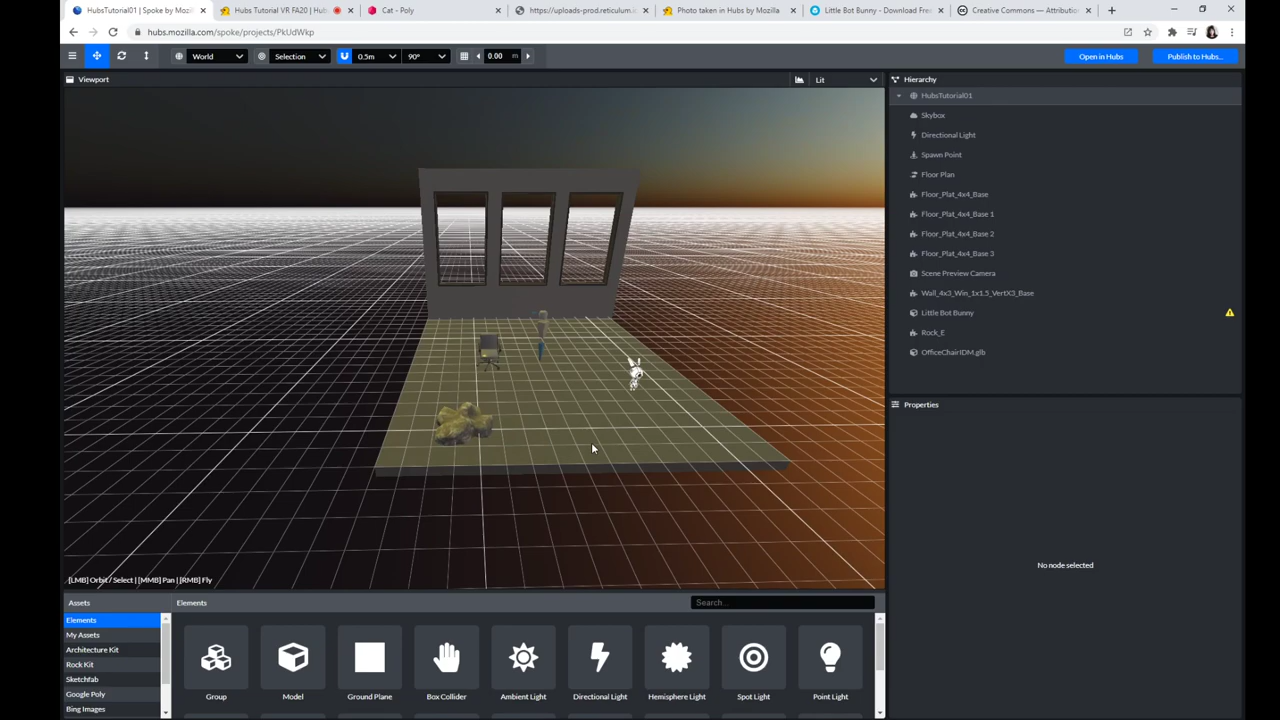 HubsTutorial01 | Spoke by Mozi
Hubs Tutorial VR FA20 | Hub
Cat - Poly
https://uploads-prod.reticulum.i
Photo taken in Hubs by Mozilla
Little Bot Bunny - Download Free
Creative Commons — Attribution
hubs.mozilla.com/spoke/projects/PkUdWkp
World
Selection
0.5m
90°
0.00 m
Open in Hubs
Publish to Hubs...
Viewport
Lit
[LMB] Orbit / Select | [MMB] Pan | [RMB] Fly
Hierarchy
HubsTutorial01
Skybox
Directional Light
Spawn Point
Floor Plan
Floor_Plat_4x4_Base
Floor_Plat_4x4_Base 1
Floor_Plat_4x4_Base 2
Floor_Plat_4x4_Base 3
Scene Preview Camera
Wall_4x3_Win_1x1.5_VertX3_Base
Little Bot Bunny
Rock_E
OfficeChairIDM.glb
Properties
No node selected
Assets
Elements
My Assets
Architecture Kit
Rock Kit
Sketchfab
Google Poly
Bing Images
Elements
Search...
Group
Model
Ground Plane
Box Collider
Ambient Light
Directional Light
Hemisphere Light
Spot Light
Point Light